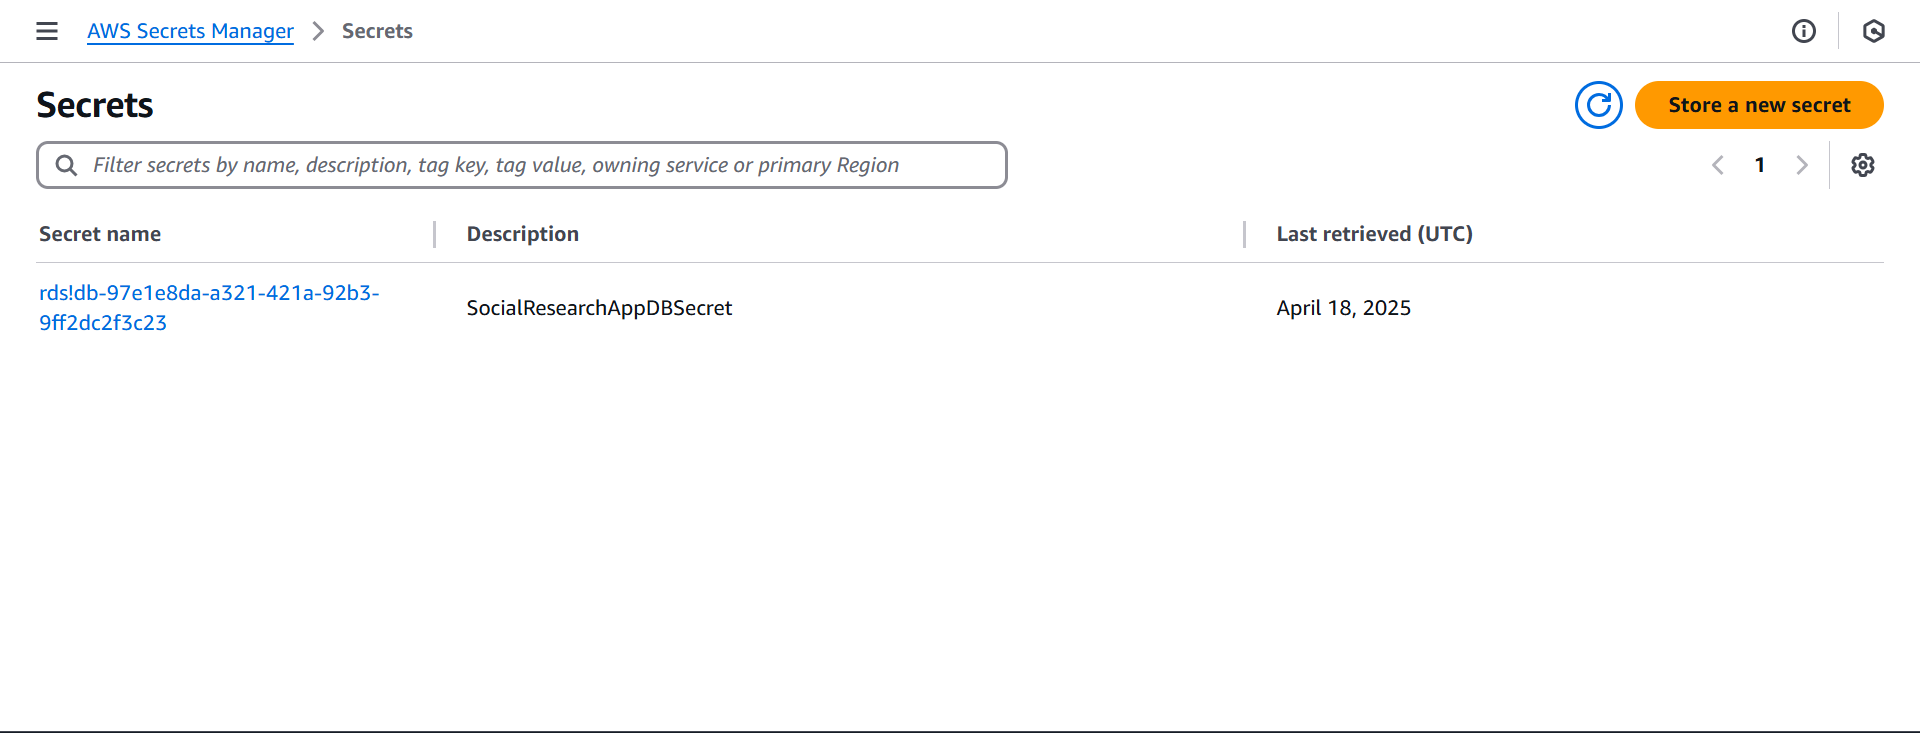 AWS Secrets Manager > Secrets
Secrets
Store a new secret
Filter secrets by name, description, tag key, tag value, owning service or primary Region
1
Secret name Description Last retrieved (UTC)
rds!db-97e1e8da-a321-421a-92b3-
9ff2dc2f3c23
SocialResearchAppDBSecret
April 18, 2025